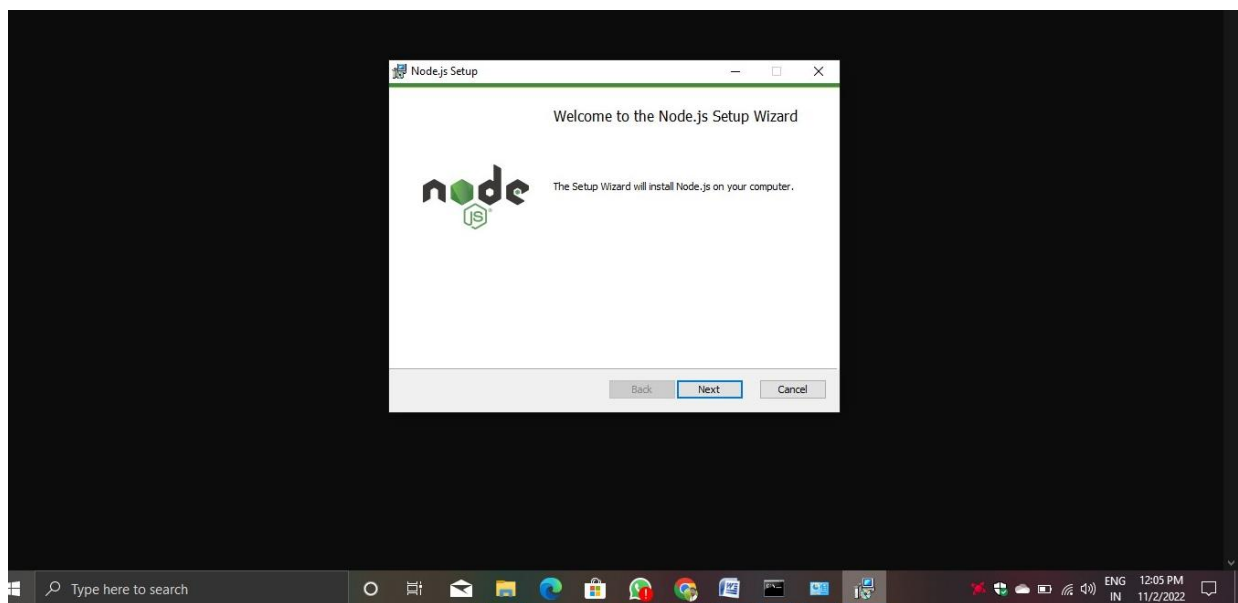 Node.js Setup
Welcome to the Node.js Setup Wizard
node
JS
The Setup Wizard will install Node.js on your computer.
Back Next Cancel
Type here to search
ENG 12:05 PM
IN 11/2/2022